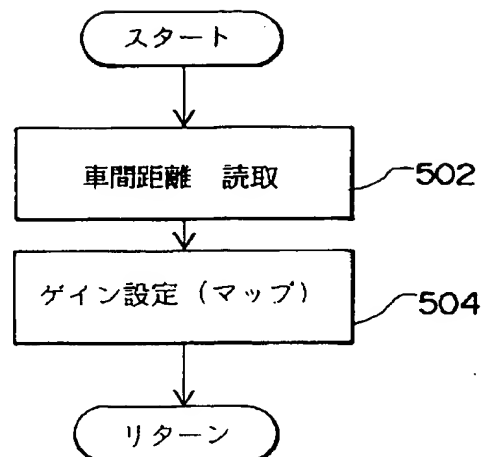 スタート
車間距離 読取
502
ゲイン設定（マップ）
504
リターン